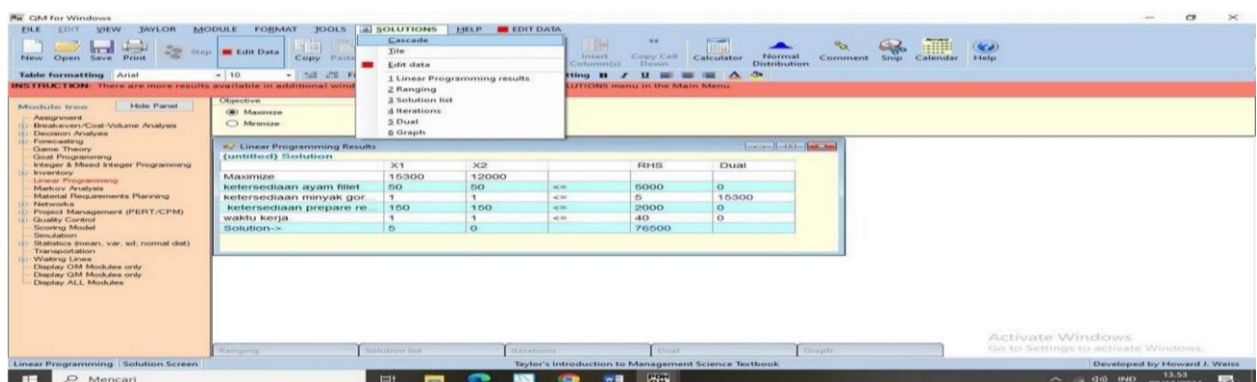 QM for Windows
FILE EDIT VIEW TAYLOR MODULE FORMAT TOOLS SOLUTIONS HELP EDIT DATA
New Open Save Print Step Edit Data Copy Paste
Cascade
Tile
Edit data
1 Linear Programming results
2 Ranging
3 Solution list
4 Iterations
5 Dual
6 Graph
Insert Column(s) Copy Cell Down Calculator Normal Distribution Comment Snip Calendar Help
Table formatting Arial 10
INSTRUCTION: There are more results available in additional wind
LUTIONS menu in the Main Menu.
Module tree Hide Panel
Assignment
Breakeven/Cost-Volume Analysis
Decision Analysis
Forecasting
Game Theory
Goal Programming
Integer & Mixed Integer Programming
Inventory
Linear Programming
Markov Analysis
Material Requirements Planning
Networks
Project Management (PERT/CPM)
Quality Control
Scoring Model
Simulation
Statistics (mean, var, sd; normal dist)
Transportation
Waiting Lines
Display OM Modules only
Display QM Modules only
Display ALL Modules
Objective
Maximize
Minimize
Linear Programming Results
(untitled) Solution
X1 X2 RHS Dual
Maximize 15300 12000
ketersediaan ayam fillet 50 50 <= 5000 0
ketersediaan minyak gor... 1 1 <= 5 15300
ketersediaan prepare re... 150 150 <= 2000 0
waktu kerja 1 1 <= 40 0
Solution-> 5 0 76500
Ranging Solution list Iterations Dual Graph
Activate Windows
Go to Settings to activate Windows.
Linear Programming Solution Screen Taylor's Introduction to Management Science Textbook Developed by Howard J. Weiss
Mencari IND 13.53